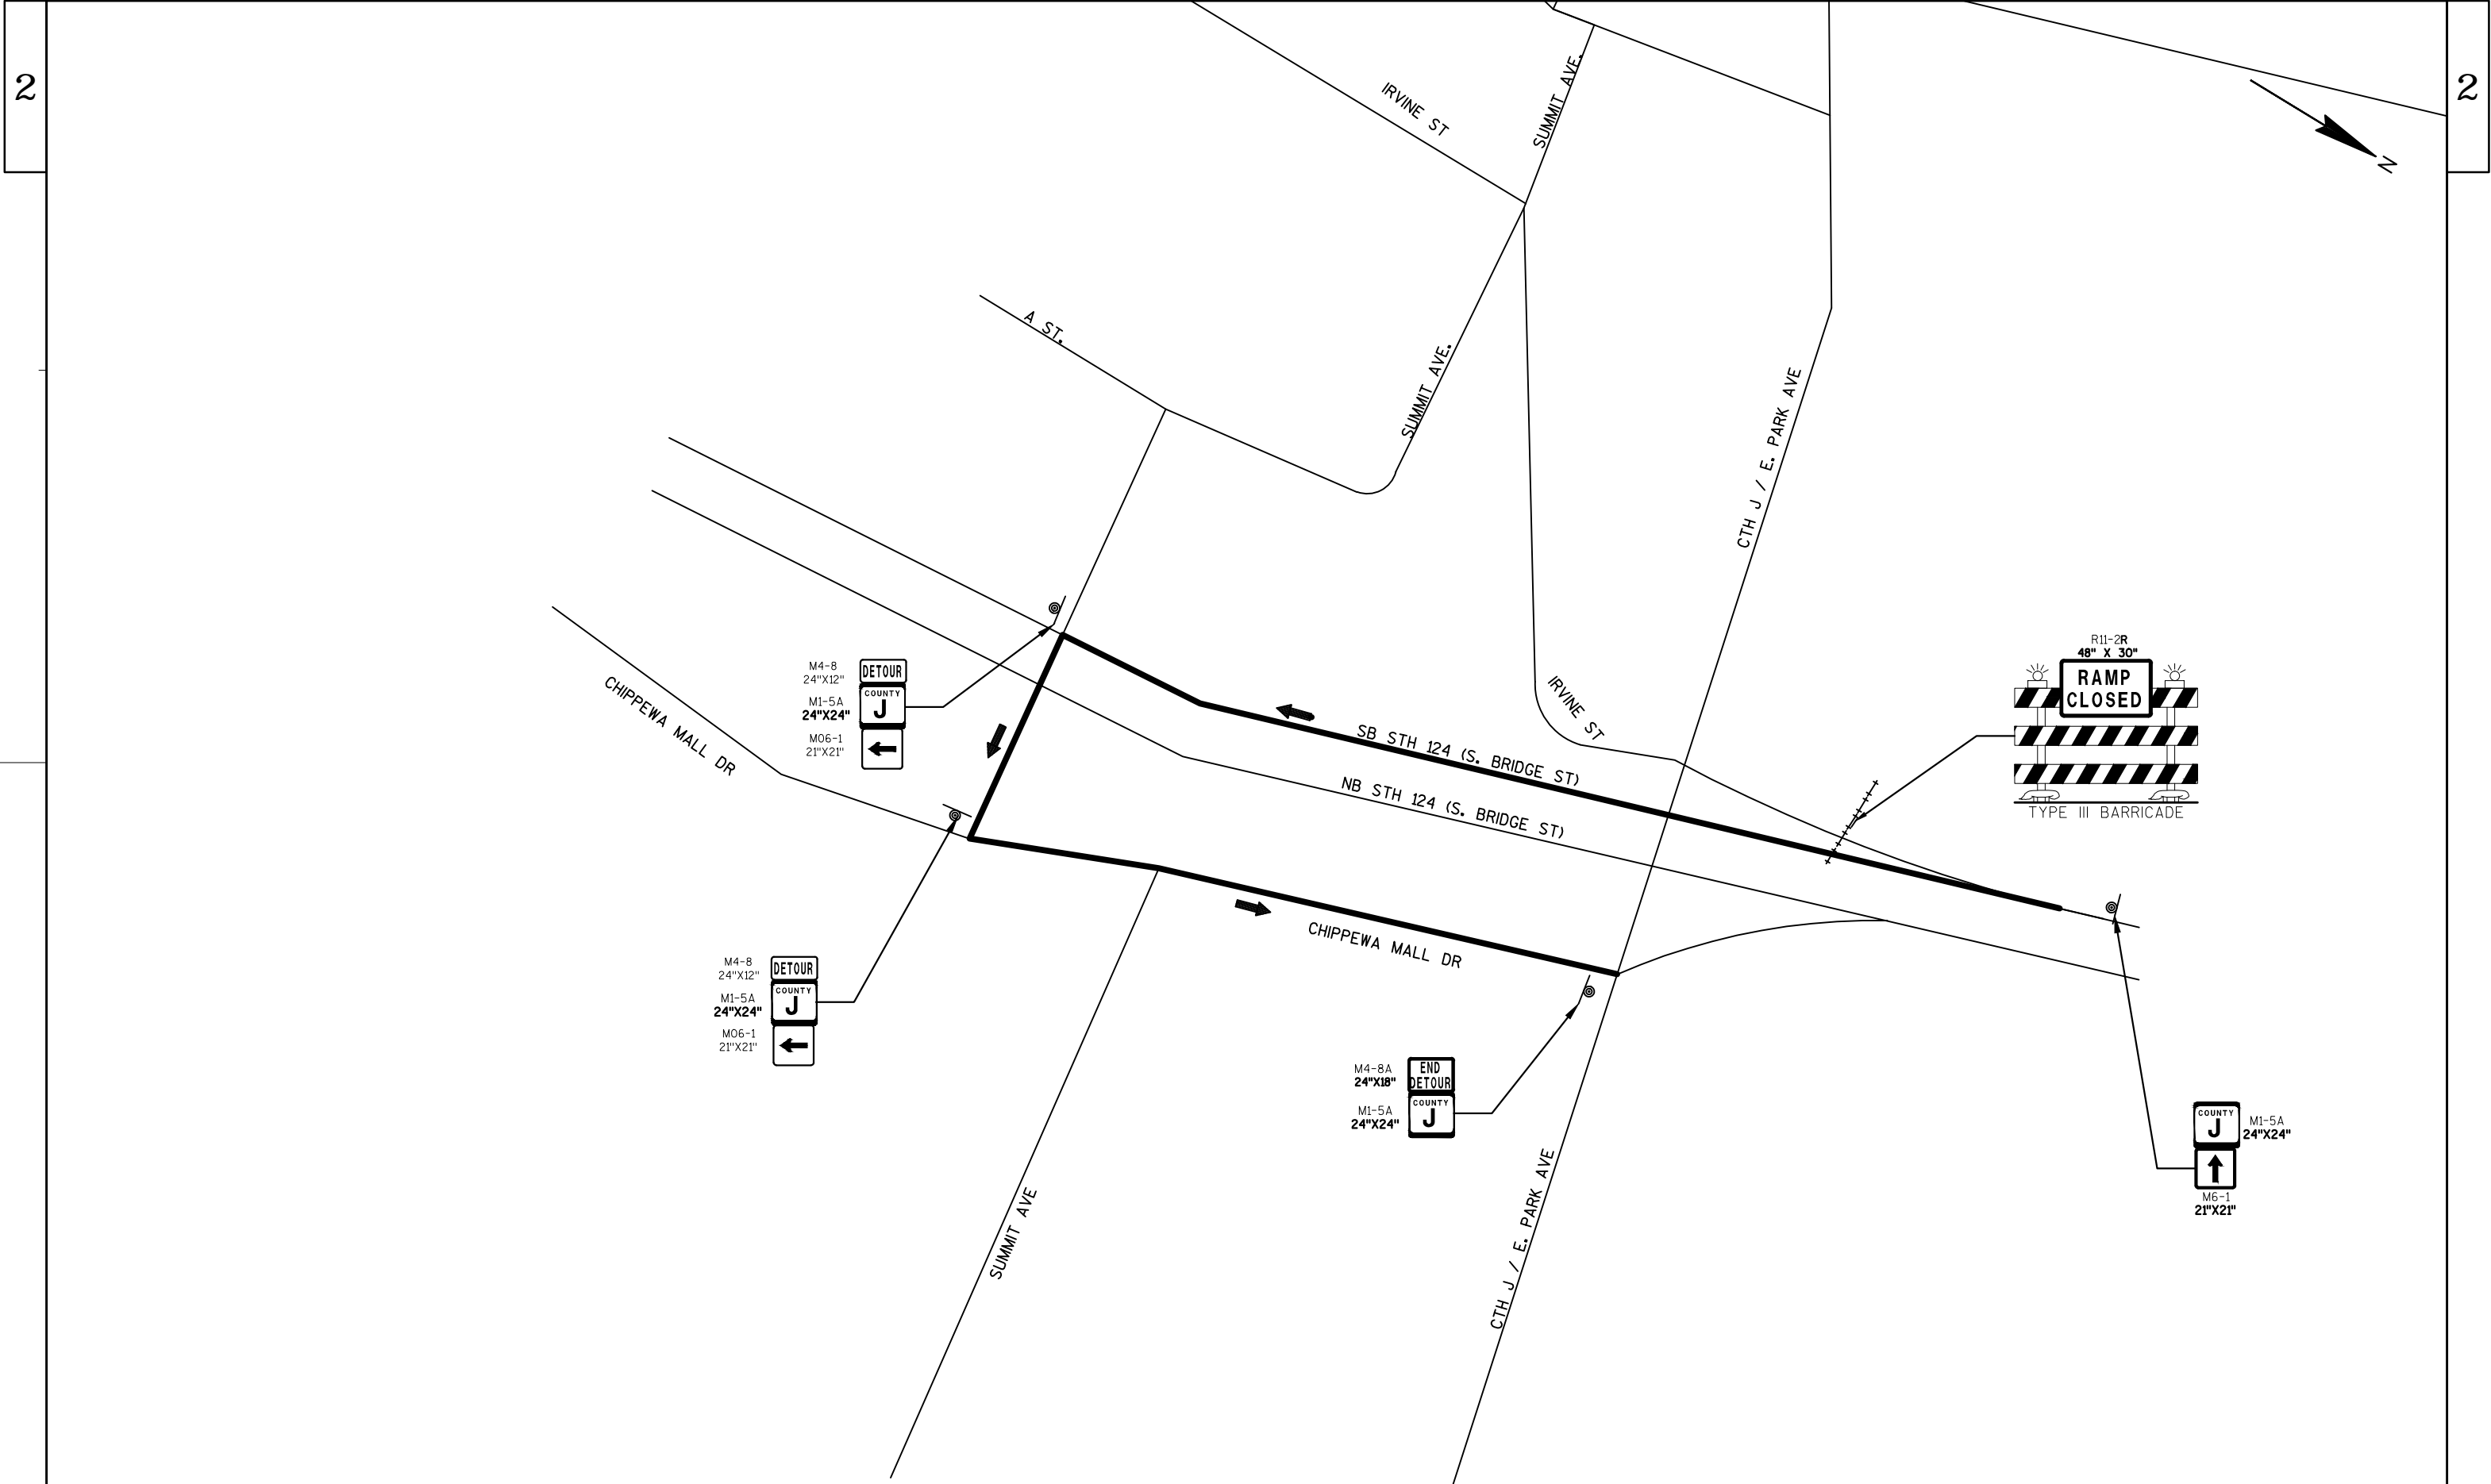 2
2
IRVINE ST
SUMMIT AVE.
N
A ST.
SUMMIT AVE.
CTH J / E. PARK AVE
R11-2R
48" X 30"
RAMP
CLOSED
TYPE III BARRICADE
M4-8
24"X12"
DETOUR
M1-5A
24"X24"
COUNTY
J
M06-1
21"X21"
CHIPPEWA MALL DR
IRVINE ST
SB STH 124 (S. BRIDGE ST)
NB STH 124 (S. BRIDGE ST)
CHIPPEWA MALL DR
M4-8
24"X12"
DETOUR
M1-5A
24"X24"
COUNTY
J
M06-1
21"X21"
M4-8A
24"X18"
END
DETOUR
M1-5A
24"X24"
COUNTY
J
COUNTY
J
M1-5A
24"X24"
M6-1
21"X21"
SUMMIT AVE
CTH J / E. PARK AVE